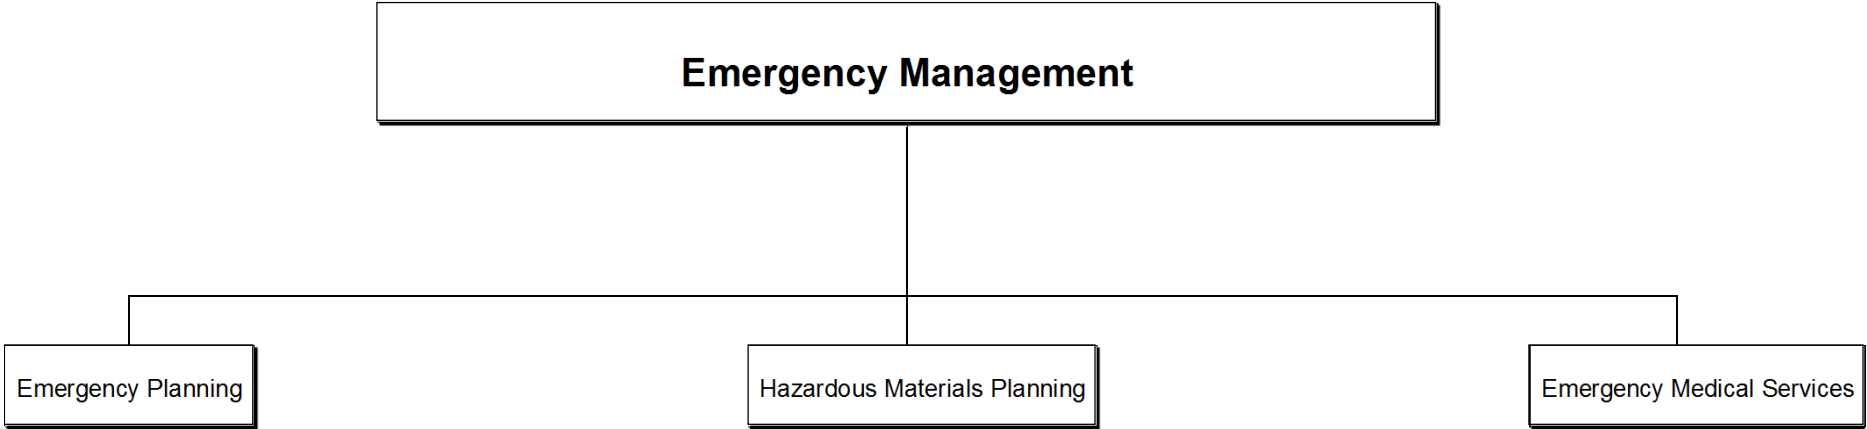 Emergency Management
Emergency Planning
Hazardous Materials Planning
Emergency Medical Services